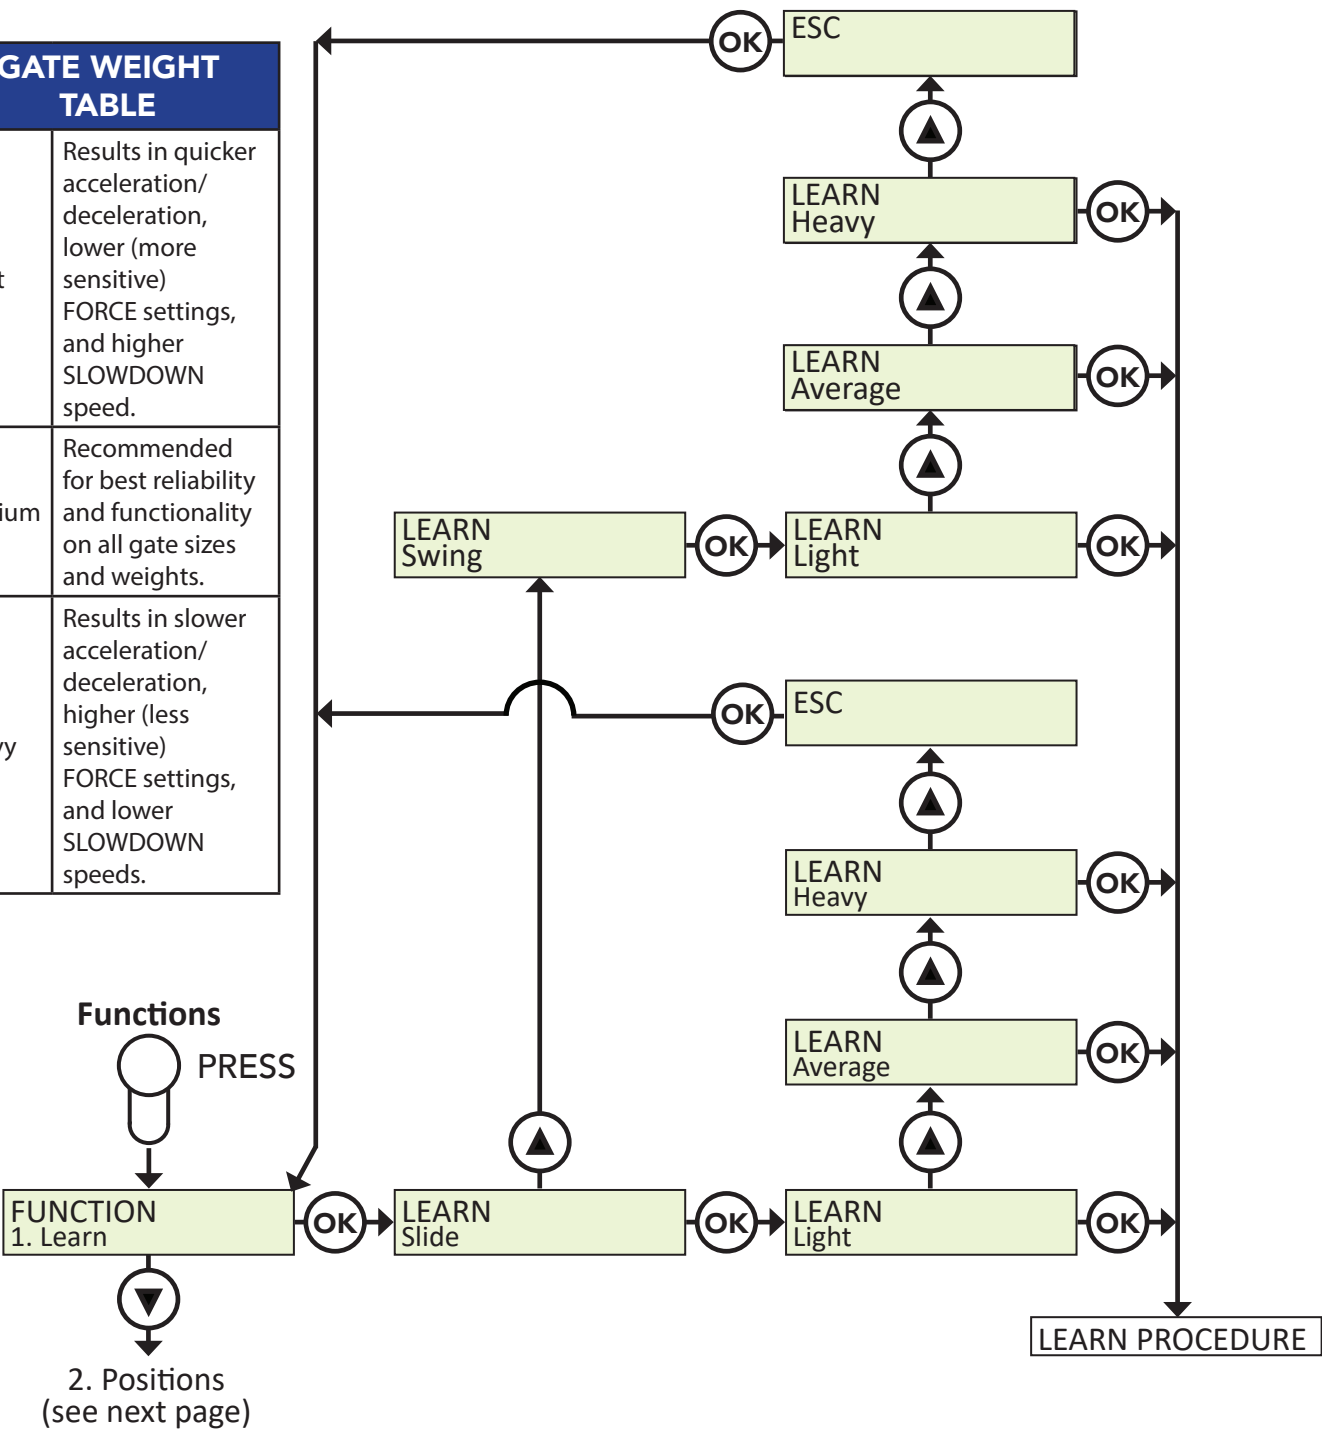 GATE WEIGHT
TABLE
Results in quicker
acceleration/
deceleration,
lower (more
sensitive)
FORCE settings,
and higher
SLOWDOWN
speed.
Recommended
for best reliability
and functionality
on all gate sizes
and weights.
Results in slower
acceleration/
deceleration,
higher (less
sensitive)
FORCE settings,
and lower
SLOWDOWN
speeds.
OK
ESC
LEARN
Heavy
OK
LEARN
Average
OK
LEARN
Swing
OK
LEARN
Light
OK
OK
ESC
LEARN
Heavy
OK
LEARN
Average
OK
Functions
PRESS
FUNCTION
1. Learn
OK
LEARN
Slide
OK
LEARN
Light
OK
LEARN PROCEDURE
2. Positions
(see next page)